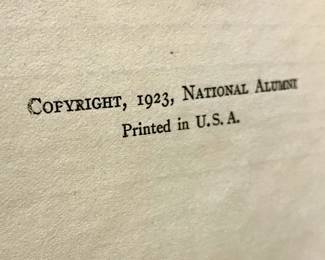 COPYRIGHT, 1923, NATIONAL ALUMNI
Printed in U. S. A.